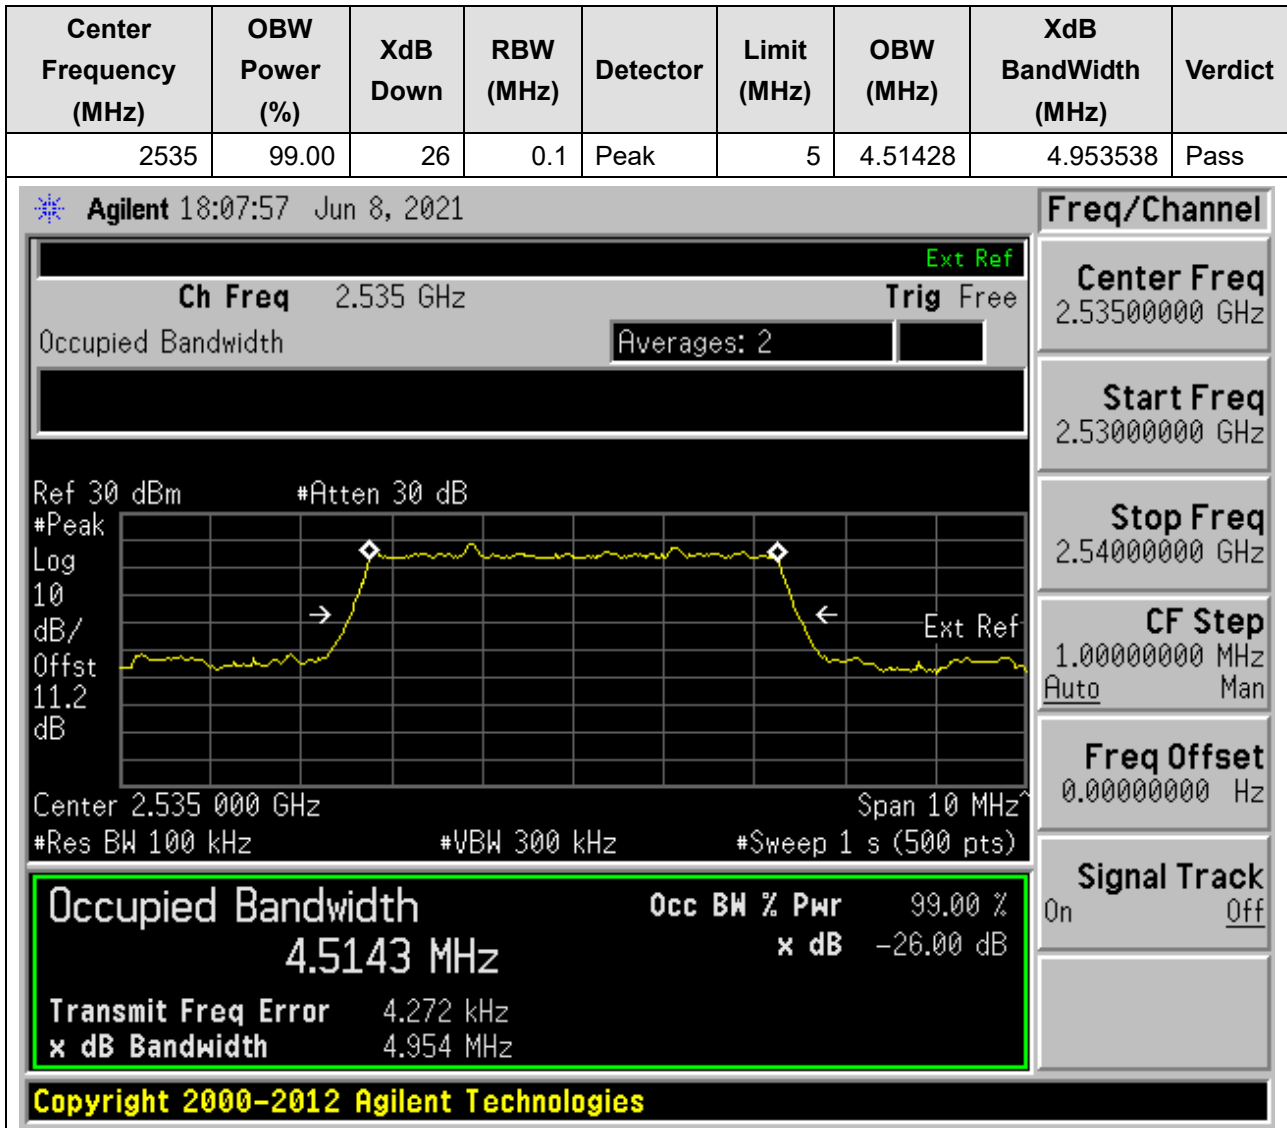 Center Frequency (MHz) OBW Power (%) XdB Down RBW (MHz) Detector Limit (MHz) OBW (MHz) XdB BandWidth (MHz) Verdict
2535 99.00 26 0.1 Peak 5 4.51428 4.953538 Pass
Agilent 18:07:57 Jun 8, 2021
Freq/Channel
Ext Ref
Ch Freq 2.535 GHz Trig Free
Occupied Bandwidth Averages: 2
Center Freq
2.53500000 GHz
Start Freq
2.53000000 GHz
Stop Freq
2.54000000 GHz
CF Step
1.00000000 MHz
Auto Man
Freq Offset
0.00000000 Hz
Signal Track
On Off
Ref 30 dBm #Atten 30 dB
#Peak
Log
10
dB/
Offst
11.2
dB
Ext Ref
Center 2.535 000 GHz Span 10 MHz^
#Res BW 100 kHz #VBW 300 kHz #Sweep 1 s (500 pts)
Occupied Bandwidth Occ BW % Pwr 99.00 %
4.5143 MHz x dB -26.00 dB
Transmit Freq Error 4.272 kHz
x dB Bandwidth 4.954 MHz
Copyright 2000-2012 Agilent Technologies